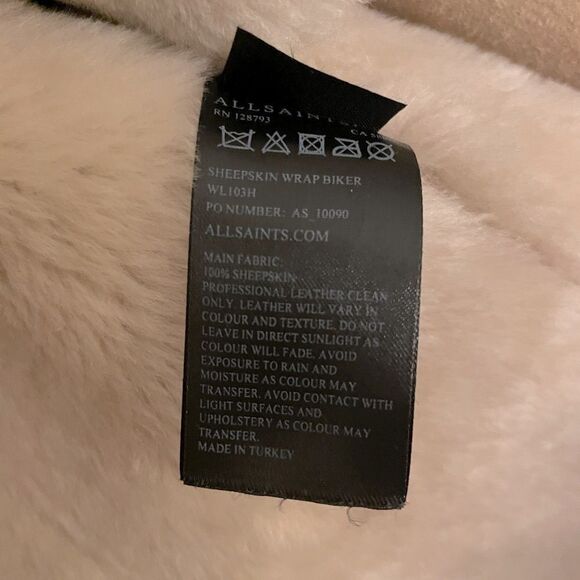 ALLSAINTS
RN 128793 CA
SHEEPSKIN WRAP BIKER
WL103H
PO NUMBER: AS_10090
ALLSAINTS.COM
MAIN FABRIC:
100% SHEEPSKIN
PROFESSIONAL LEATHER CLEAN
ONLY. LEATHER WILL VARY IN
COLOUR AND TEXTURE. DO NOT
LEAVE IN DIRECT SUNLIGHT AS
COLOUR WILL FADE. AVOID
EXPOSURE TO RAIN AND
MOISTURE AS COLOUR MAY
TRANSFER. AVOID CONTACT WITH
LIGHT SURFACES AND
UPHOLSTERY AS COLOUR MAY
TRANSFER.
MADE IN TURKEY